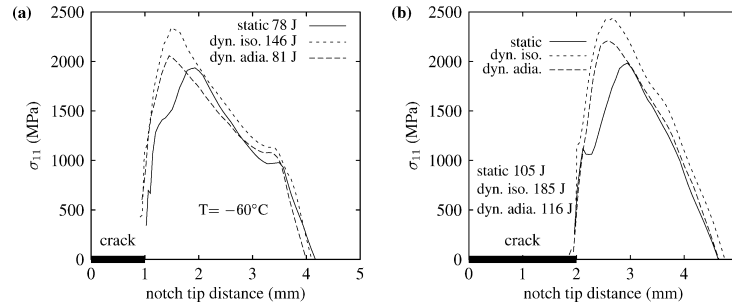 (a)
static 78 J
dyn. iso. 146 J
dyn. adia. 81 J
2500
2000
1500
1000
500
0
σ11 (MPa)
T= −60°C
crack
0 1 2 3 4 5
notch tip distance (mm)
(b)
static
dyn. iso.
dyn. adia.
2500
2000
1500
1000
500
0
σ11 (MPa)
static 105 J
dyn. iso. 185 J
dyn. adia. 116 J
crack
0 1 2 3 4
notch tip distance (mm)